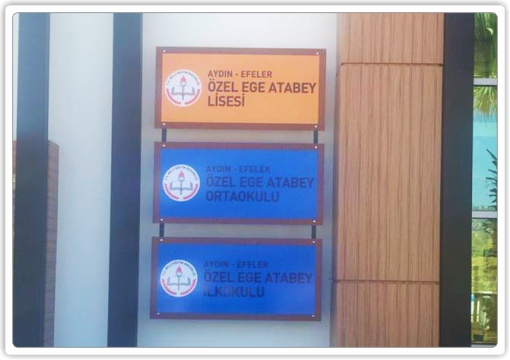 AYDIN - EFELER
ÖZEL EGE ATABEY
LİSESİ
AYDIN - EFELER
ÖZEL EGE ATABEY
ORTAOKULU
AYDIN - EFELER
ÖZEL EGE ATABEY
İLKOKULU